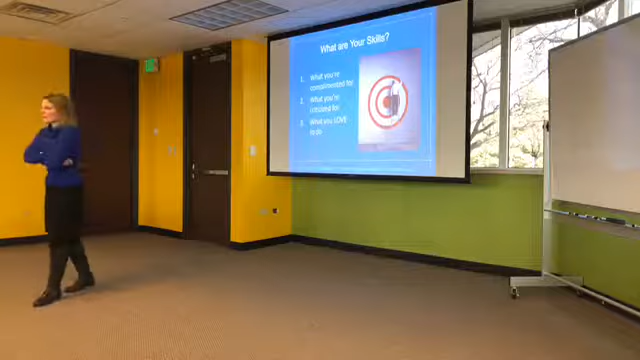 What are Your Skills?
1. What you're
complimented for
2. What you're
criticized for
3. What you LOVE
to do